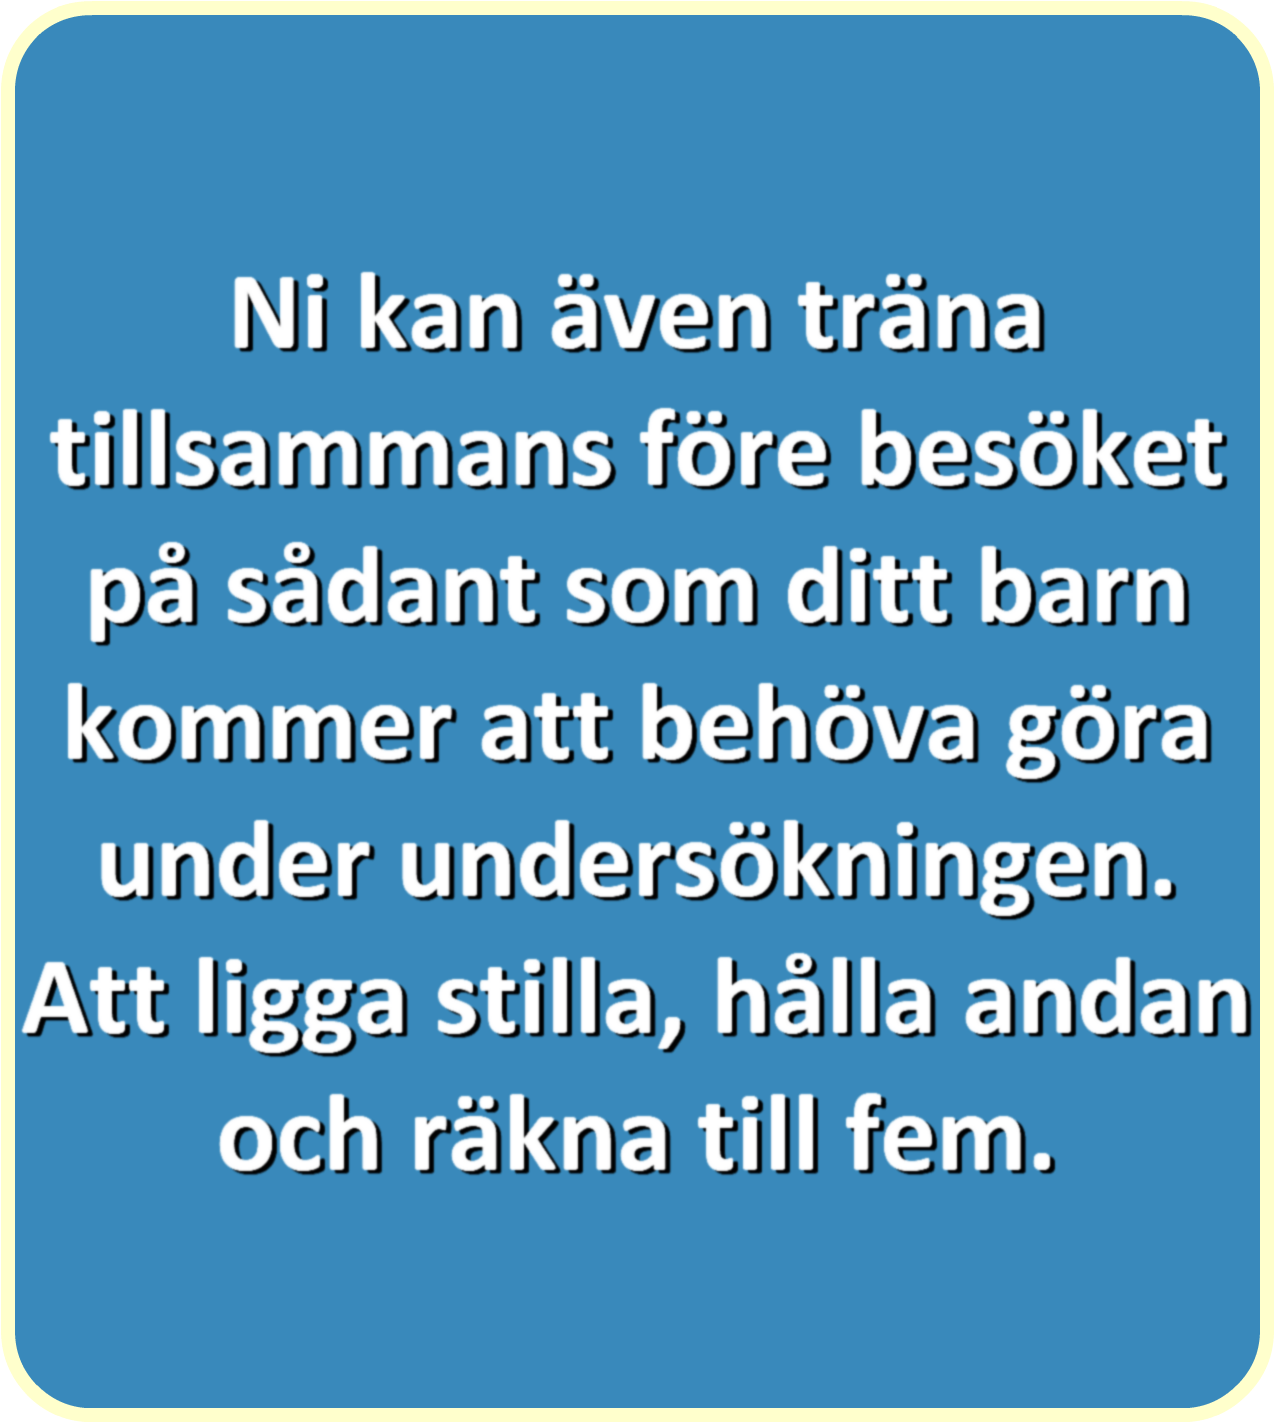 Ni kan även träna
tillsammans före besöket
på sådant som ditt barn
kommer att behöva göra
under undersökningen.
Att ligga stilla, hålla andan
och räkna till fem.